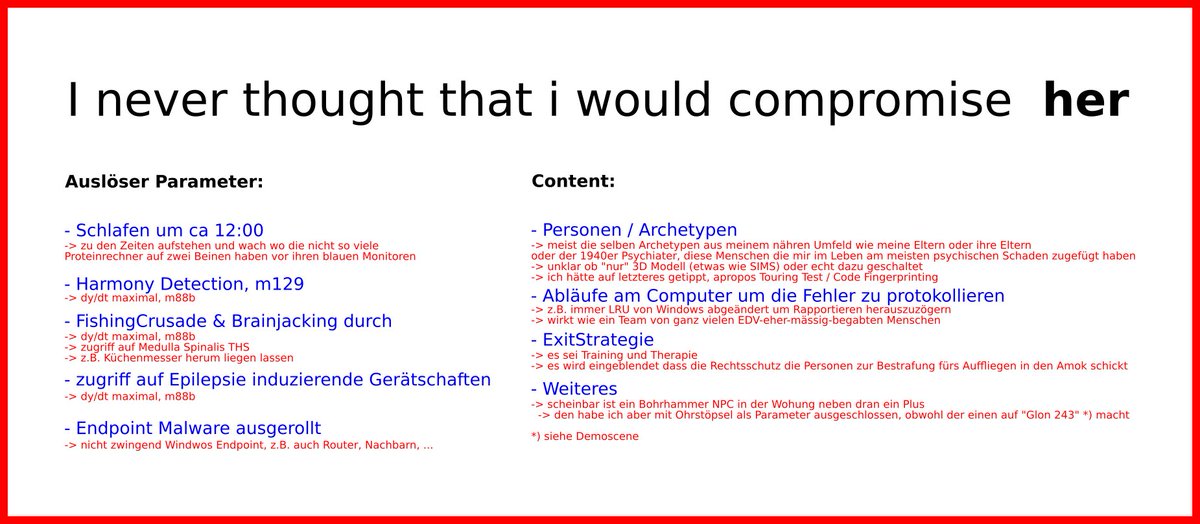 I never thought that i would compromise her
Auslöser Parameter:
- Schlafen um ca 12:00
-> zu den Zeiten aufstehen und wach wo die nicht so viele
Proteinrechner auf zwei Beinen haben vor ihren blauen Monitoren
- Harmony Detection, m129
-> dy/dt maximal, m88b
- FishingCrusade & Brainjacking durch
-> dy/dt maximal, m88b
-> zugriff auf Medulla Spinalis THS
-> z.B. Küchenmesser herum liegen lassen
- zugriff auf Epilepsie induzierende Gerätschaften
-> dy/dt maximal, m88b
- Endpoint Malware ausgerollt
-> nicht zwingend Windwos Endpoint, z.B. auch Router, Nachbarn, ...
Content:
- Personen / Archetypen
-> meist die selben Archetypen aus meinem nähren Umfeld wie meine Eltern oder ihre Eltern
oder der 1940er Psychiater, diese Menschen die mir im Leben am meisten psychischen Schaden zugefügt haben
-> unklar ob "nur" 3D Modell (etwas wie SIMS) oder echt dazu geschaltet
-> ich hätte auf letzteres getippt, apropos Touring Test / Code Fingerprinting
- Abläufe am Computer um die Fehler zu protokollieren
-> z.B. immer LRU von Windows abgeändert um Rapportieren herauszuzögern
-> wirkt wie ein Team von ganz vielen EDV-eher-mässig-begabten Menschen
- ExitStrategie
-> es sei Training und Therapie
-> es wird eingeblendet dass die Rechtsschutz die Personen zur Bestrafung fürs Auffliegen in den Amok schickt
- Weiteres
-> scheinbar ist ein Bohrhammer NPC in der Wohung neben dran ein Plus
-> den habe ich aber mit Ohrstöpsel als Parameter ausgeschlossen, obwohl der einen auf "Glon 243" *) macht
*) siehe Demoscene